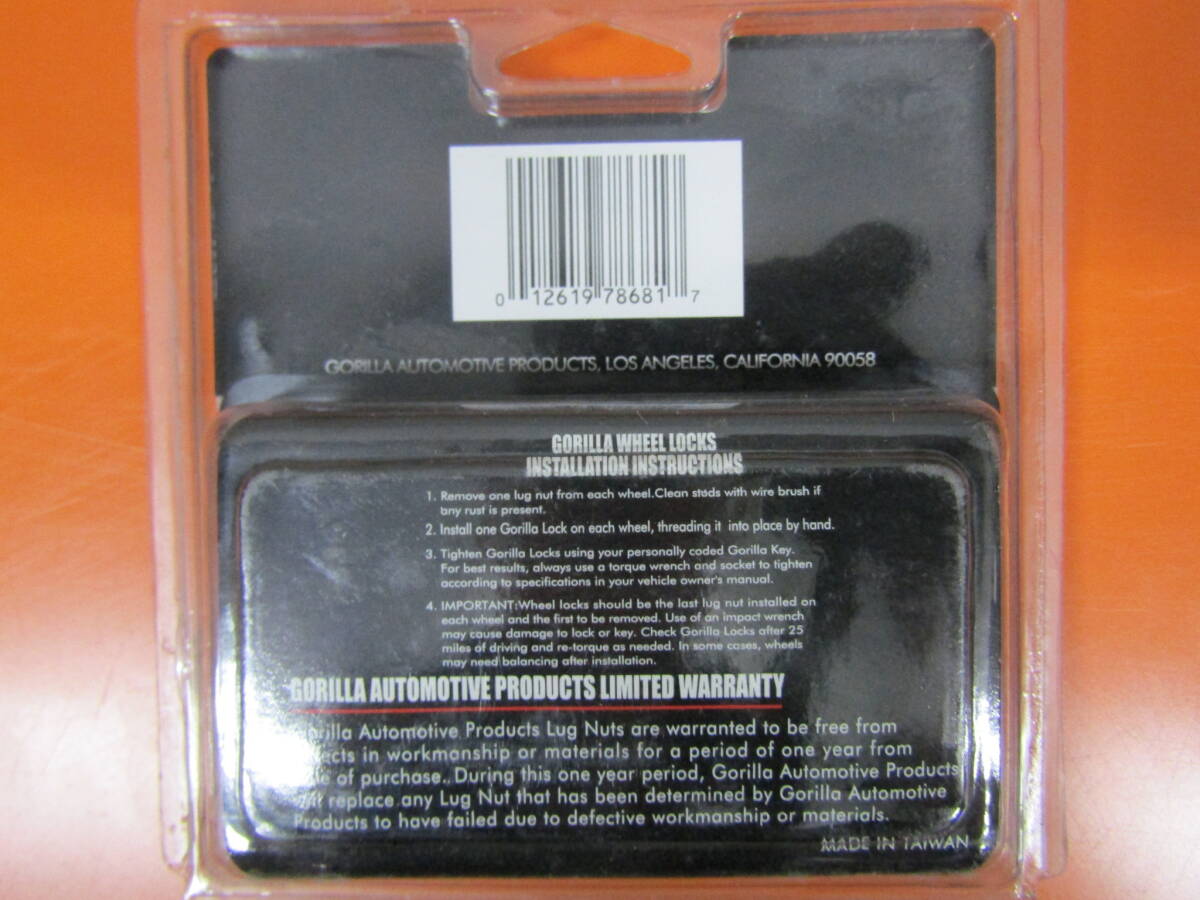 0 12619 78681 7
GORILLA AUTOMOTIVE PRODUCTS, LOS ANGELES, CALIFORNIA 90058
GORILLA WHEEL LOCKS
INSTALLATION INSTRUCTIONS
1. Remove one lug nut from each wheel.Clean studs with wire brush if
any rust is present.
2. Install one Gorilla Lock on each wheel, threading it into place by hand.
3. Tighten Gorilla Locks using your personally coded Gorilla Key.
For best results, always use a torque wrench and socket to tighten
according to specifications in your vehicle owner's manual.
4. IMPORTANT:Wheel locks should be the last lug nut installed on
each wheel and the first to be removed. Use of an impact wrench
may cause damage to lock or key. Check Gorilla Locks after 25
miles of driving and re-torque as needed. In some cases, wheels
may need balancing after installation.
GORILLA AUTOMOTIVE PRODUCTS LIMITED WARRANTY
Gorilla Automotive Products Lug Nuts are warranted to be free from
defects in workmanship or materials for a period of one year from
of purchase. During this one year period, Gorilla Automotive Products
replace any Lug Nut that has been determined by Gorilla Automotive
Products to have failed due to defective workmanship or materials.
MADE IN TAIWAN